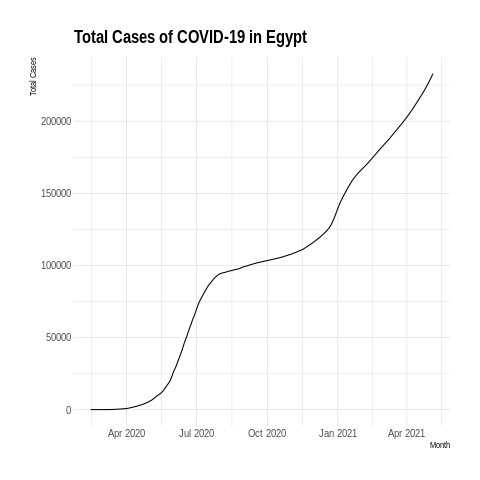 Total Cases of COVID-19 in Egypt
Total Cases
200000
150000
100000
50000
0
Apr 2020 Jul 2020 Oct 2020 Jan 2021 Apr 2021
Month